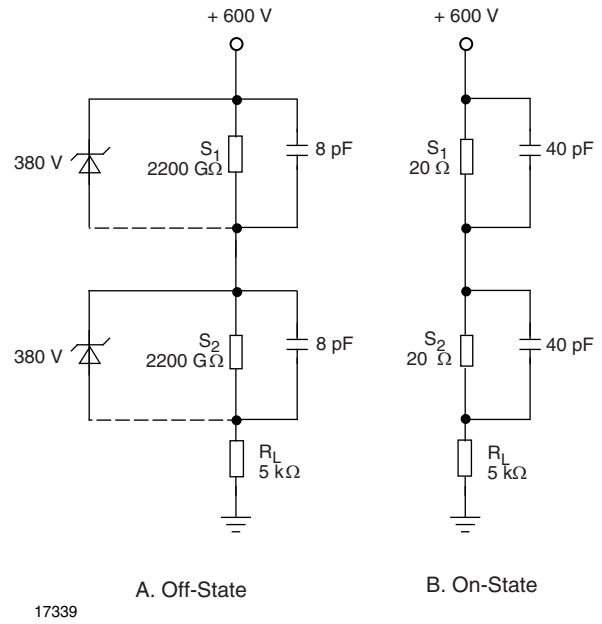 + 600 V
380 V
S1
2200 GΩ
8 pF
380 V
S2
2200 GΩ
8 pF
RL
5 kΩ
A. Off-State
+ 600 V
S1
20 Ω
40 pF
S2
20 Ω
40 pF
RL
5 kΩ
B. On-State
17339